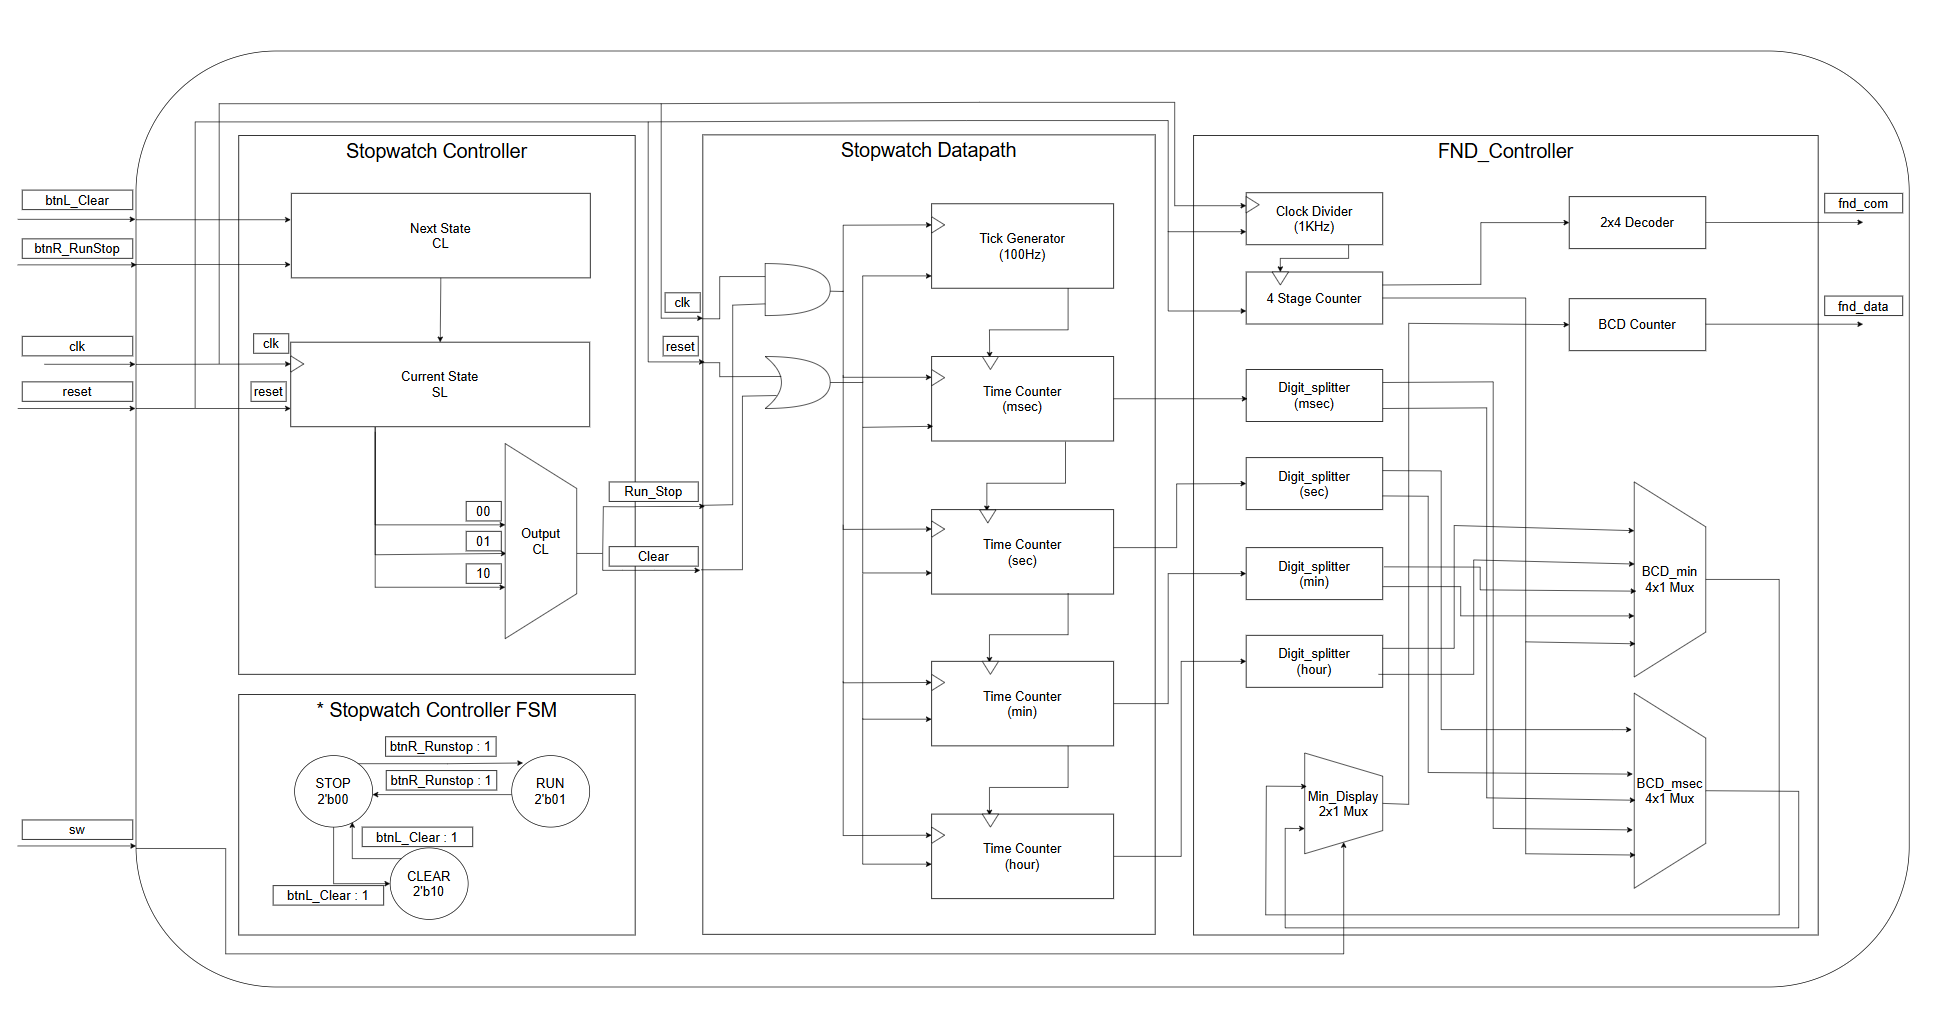 btnL_Clear
btnR_RunStop
clk
reset
sw
Stopwatch Controller
Next State
CL
clk
reset
Current State
SL
00
01
10
Output
CL
Run_Stop
Clear
* Stopwatch Controller FSM
btnR_Runstop : 1
btnR_Runstop : 1
STOP
2'b00
RUN
2'b01
btnL_Clear : 1
CLEAR
2'b10
btnL_Clear : 1
Stopwatch Datapath
clk
reset
Tick Generator
(100Hz)
Time Counter
(msec)
Time Counter
(sec)
Time Counter
(min)
Time Counter
(hour)
FND_Controller
Clock Divider
(1KHz)
4 Stage Counter
2x4 Decoder
BCD Counter
Digit_splitter
(msec)
Digit_splitter
(sec)
Digit_splitter
(min)
Digit_splitter
(hour)
BCD_min
4x1 Mux
BCD_msec
4x1 Mux
Min_Display
2x1 Mux
fnd_com
fnd_data